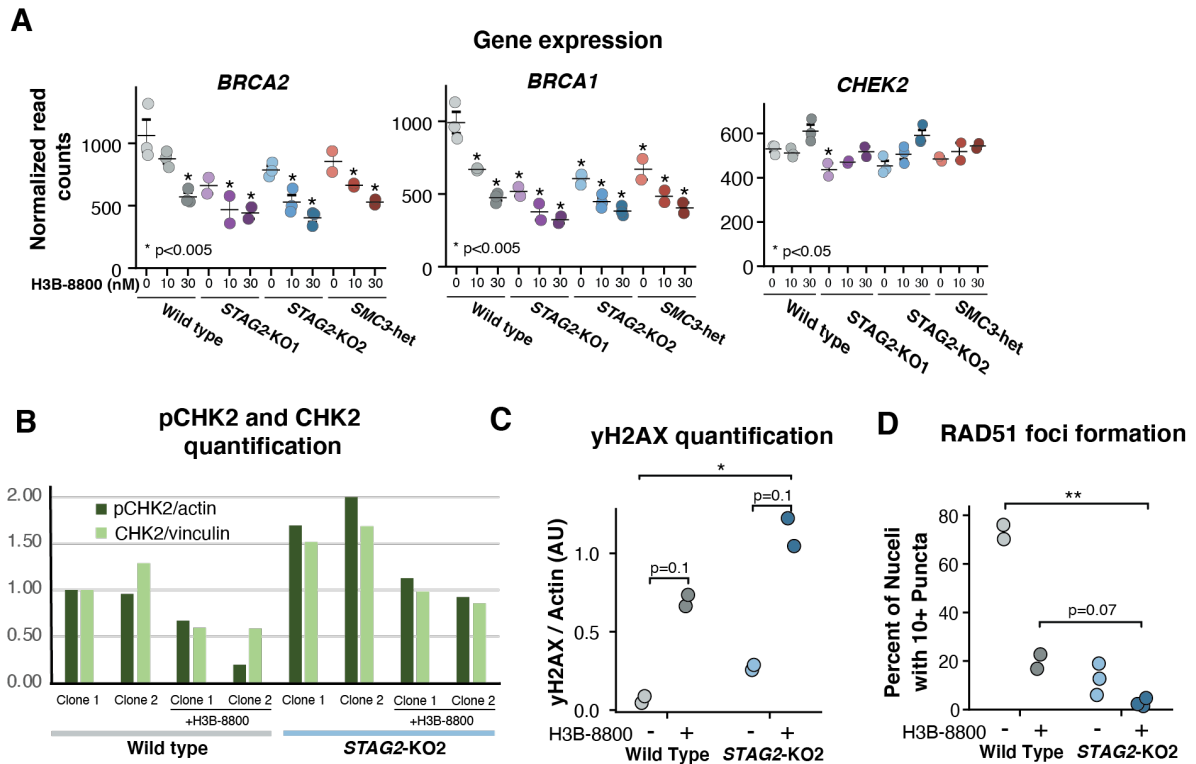 A
Gene expression
BRCA2
BRCA1
CHEK2
Normalized read
counts
1000
500
0
* p<0.005
1000
500
0
* p<0.005
600
400
200
0
* p<0.05
* * * * * * *
* * * * * * * * * * *
*
H3B-8800 (nM)
0 10 30 0 10 30 0 10 30 0 10 30
0 10 30 0 10 30 0 10 30 0 10 30
0 10 30 0 10 30 0 10 30 0 10 30
Wild type STAG2-KO1 STAG2-KO2 SMC3-het
Wild type STAG2-KO1 STAG2-KO2 SMC3-het
Wild type STAG2-KO1 STAG2-KO2 SMC3-het
B
pCHK2 and CHK2
quantification
2.00
1.50
1.00
0.50
0.00
pCHK2/actin
CHK2/vinculin
Clone 1 Clone 2 Clone 1 Clone 2 Clone 1 Clone 2 Clone 1 Clone 2
+H3B-8800 +H3B-8800
Wild type STAG2-KO2
C
yH2AX quantification
yH2AX / Actin (AU)
*
p=0.1
p=0.1
1.0
0.5
0.0
H3B-8800 - + - +
Wild Type STAG2-KO2
D
RAD51 foci formation
Percent of Nuceli
with 10+ Puncta
**
p=0.07
80
60
40
20
0
H3B-8800 - + - +
Wild Type STAG2-KO2